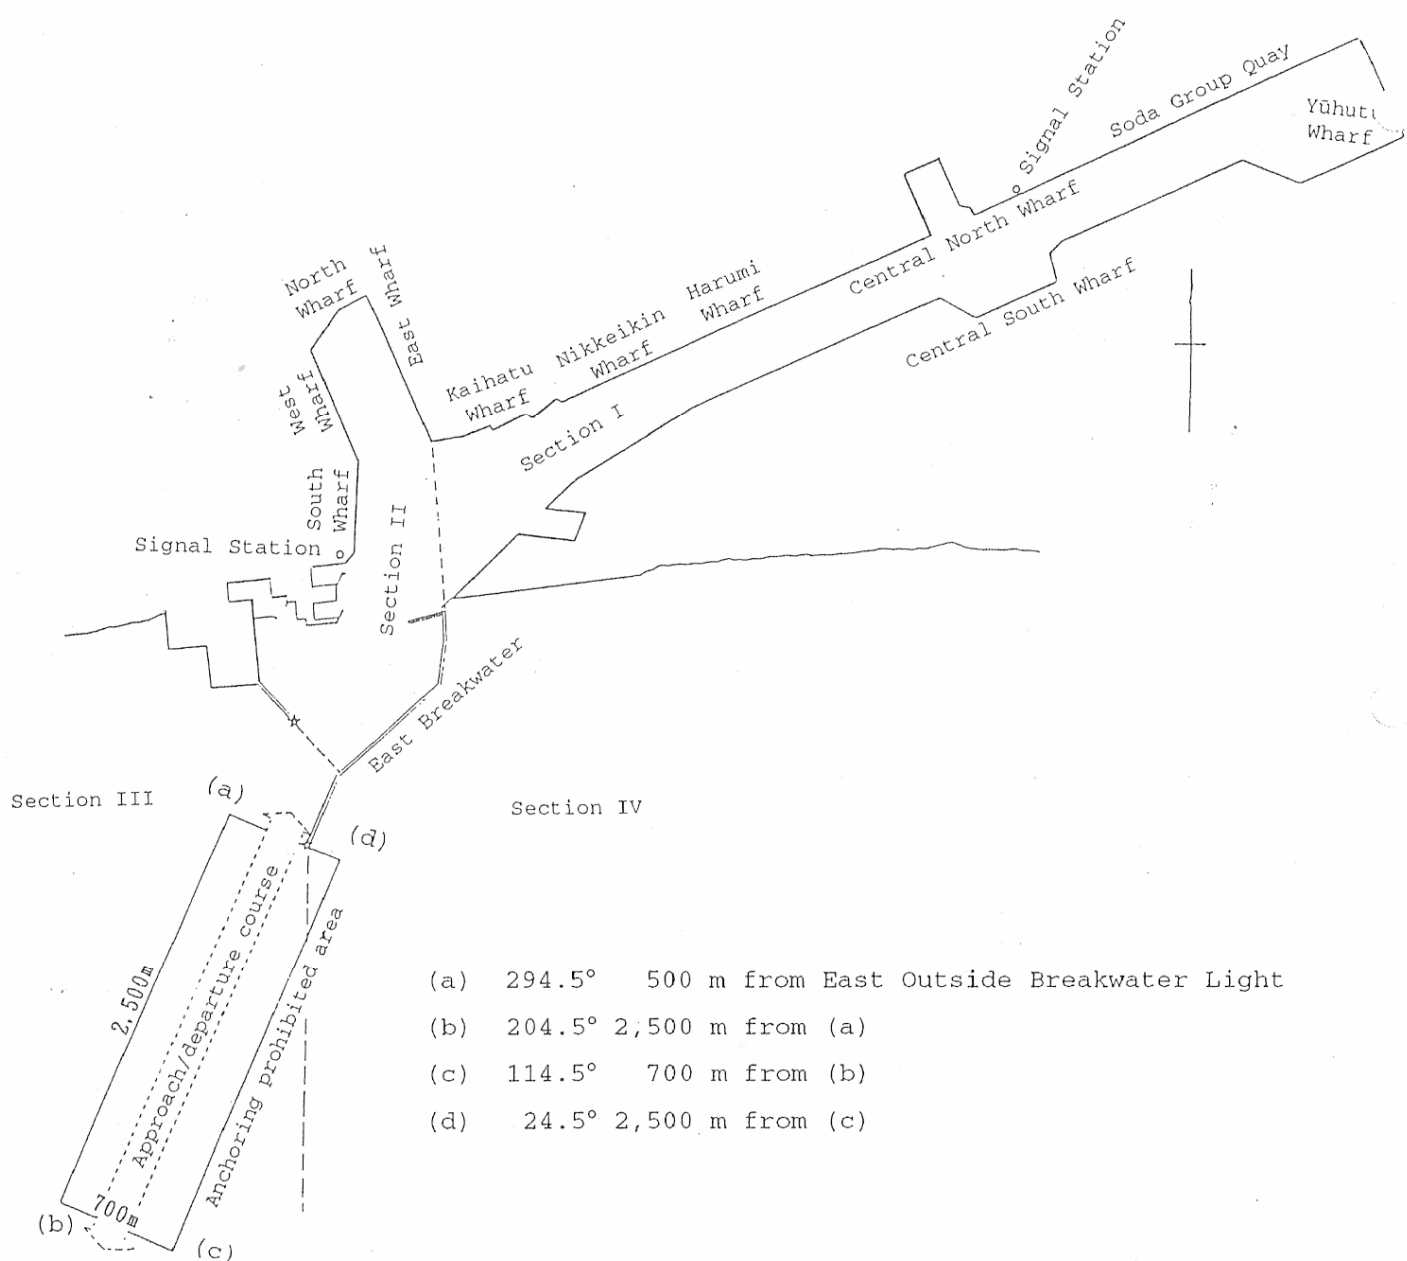 Signal Station
Soda Group Quay
Wharf
Central North Wharf
Central South Wharf
North
Wharf
East Wharf
Harumi
Wharf
Nikkeikin
Wharf
Kaihatu
Wharf
West
Wharf
Section I
South
Wharf
Signal Station
Section II
East Breakwater
Section III
(a)
Section IV
(d)
2,500m
Approach/departure course
Anchoring prohibited area
700m
(b)
(c)
(a) 294.5° 500 m from East Outside Breakwater Light
(b) 204.5° 2,500 m from (a)
(c) 114.5° 700 m from (b)
(d) 24.5° 2,500 m from (c)